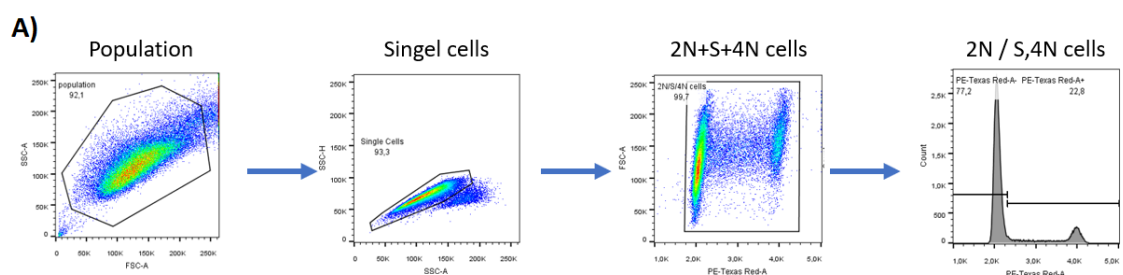 A)
Population
Singel cells
2N+S+4N cells
2N / S,4N cells
population
92,1
250K
200K
150K
100K
50K
0
SSC-A
0 50K 100K 150K 200K 250K
FSC-A
Single Cells
93,3
250K
200K
150K
100K
50K
0
SSC-H
0 50K 100K 150K 200K 250K
SSC-A
2N/S/4N cells
99,7
250K
200K
150K
100K
50K
0
FSC-A
1,0K 2,0K 3,0K 4,0K 5,0K
PE-Texas Red-A
PE-Texas Red-A- PE-Texas Red-A+
77,2 22,8
2,5K
2,0K
1,5K
1,0K
500
0
Count
1,0K 2,0K 3,0K 4,0K 5,0K
PE-Texas Red-A